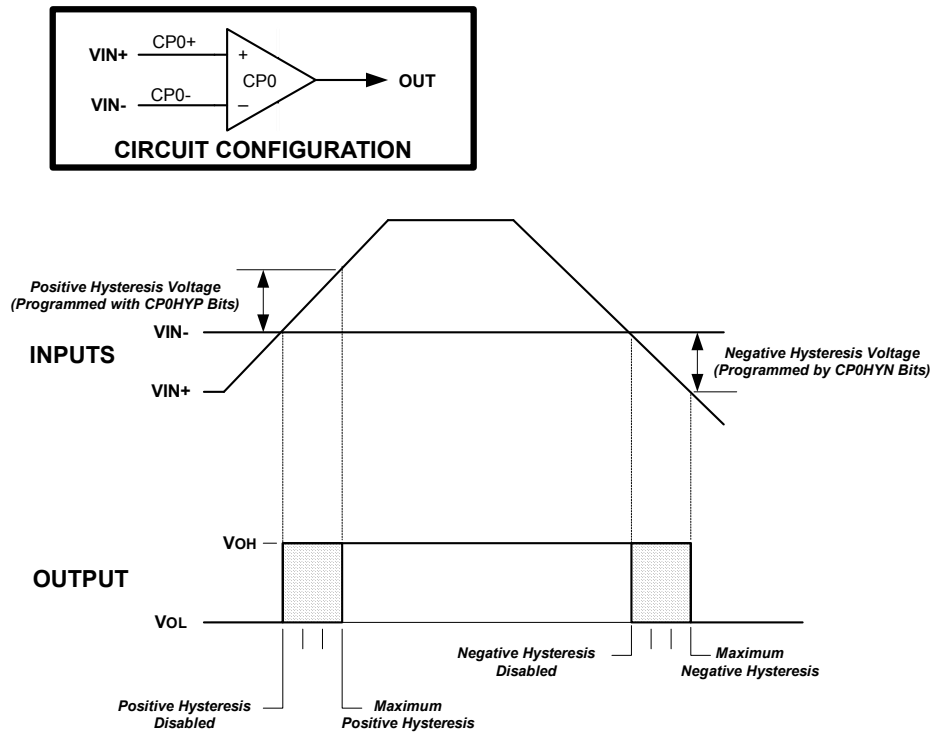 VIN+
CP0+
+
CP0
OUT
VIN-
CP0-
–
CIRCUIT CONFIGURATION
Positive Hysteresis Voltage
(Programmed with CP0HYP Bits)
VIN-
INPUTS
VIN+
Negative Hysteresis Voltage
(Programmed by CP0HYN Bits)
VOH
OUTPUT
VOL
Negative Hysteresis
Disabled
Maximum
Negative Hysteresis
Positive Hysteresis
Disabled
Maximum
Positive Hysteresis